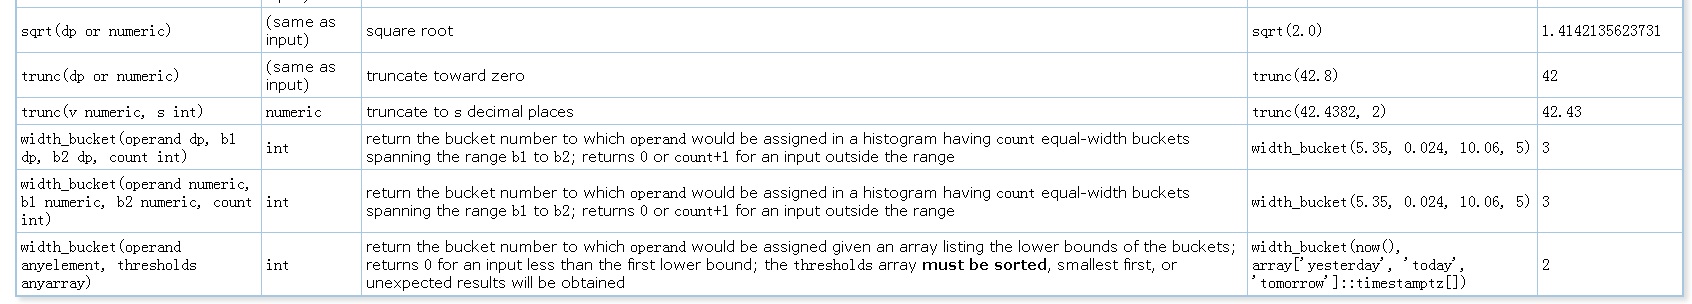 sqrt(dp or numeric)
(same as
input)
square root
sqrt(2.0)
1.4142135623731
trunc(dp or numeric)
(same as
input)
truncate toward zero
trunc(42.8)
42
trunc(v numeric, s int)
numeric
truncate to s decimal places
trunc(42.4382, 2)
42.43
width_bucket(operand dp, b1
dp, b2 dp, count int)
int
return the bucket number to which operand would be assigned in a histogram having count equal-width buckets
spanning the range b1 to b2; returns 0 or count+1 for an input outside the range
width_bucket(5.35, 0.024, 10.06, 5)
3
width_bucket(operand numeric,
b1 numeric, b2 numeric, count
int)
int
return the bucket number to which operand would be assigned in a histogram having count equal-width buckets
spanning the range b1 to b2; returns 0 or count+1 for an input outside the range
width_bucket(5.35, 0.024, 10.06, 5)
3
width_bucket(operand
anyelement, thresholds
anyarray)
int
return the bucket number to which operand would be assigned given an array listing the lower bounds of the buckets;
returns 0 for an input less than the first lower bound; the thresholds array must be sorted, smallest first, or
unexpected results will be obtained
width_bucket(now(),
array['yesterday', 'today',
'tomorrow']::timestamptz[])
2